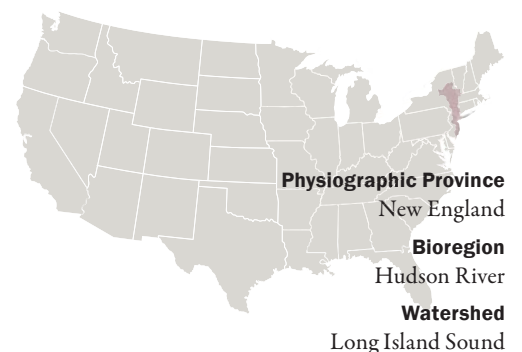 Physiographic Province
New England
Bioregion
Hudson River
Watershed
Long Island Sound